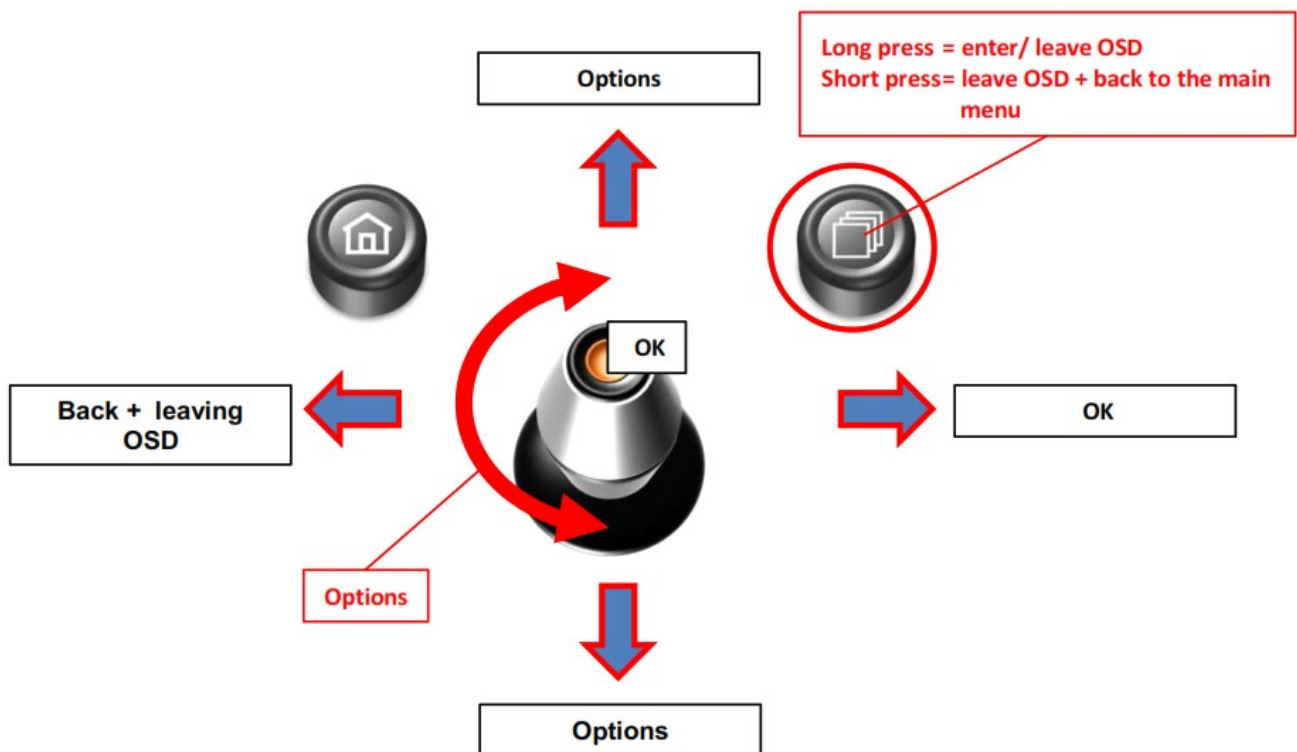 Options
Long press = enter/ leave OSD
Short press= leave OSD + back to the main
menu
OK
Back +  leaving
OSD
OK
Options
Options